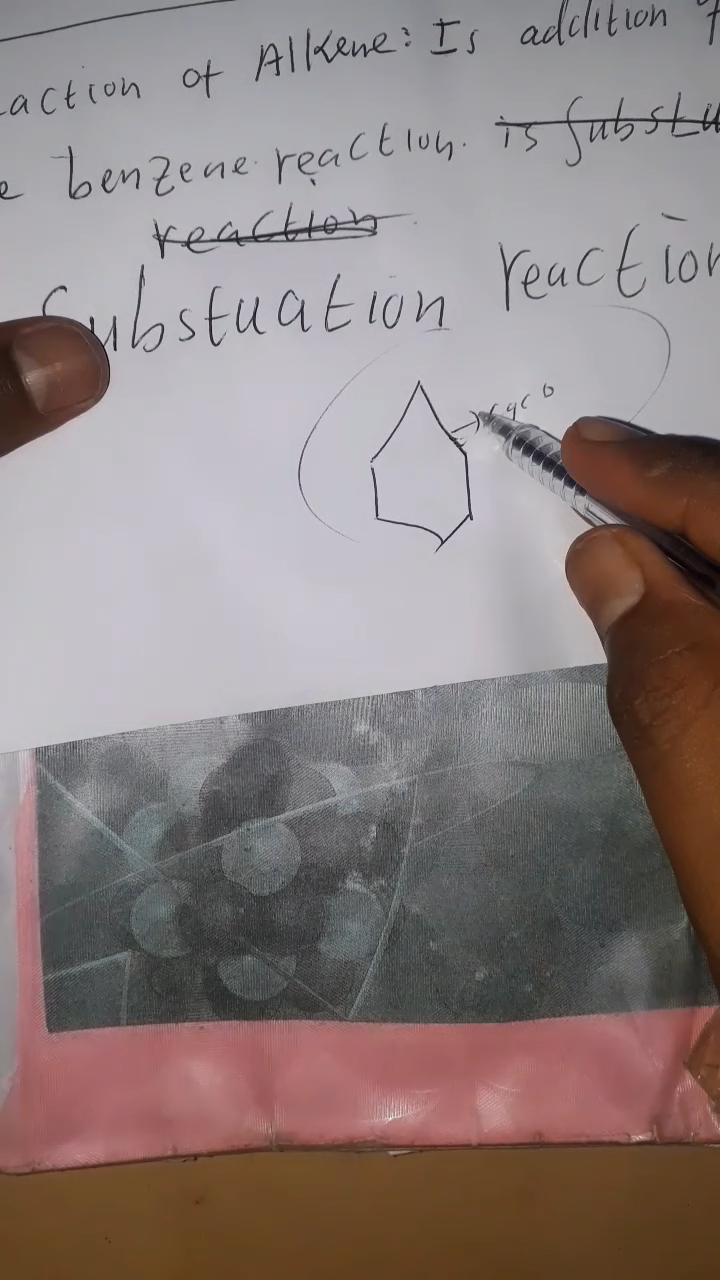 action of Alkene: Is addition
benzene reaction. is substu
reaction
Substuation reaction